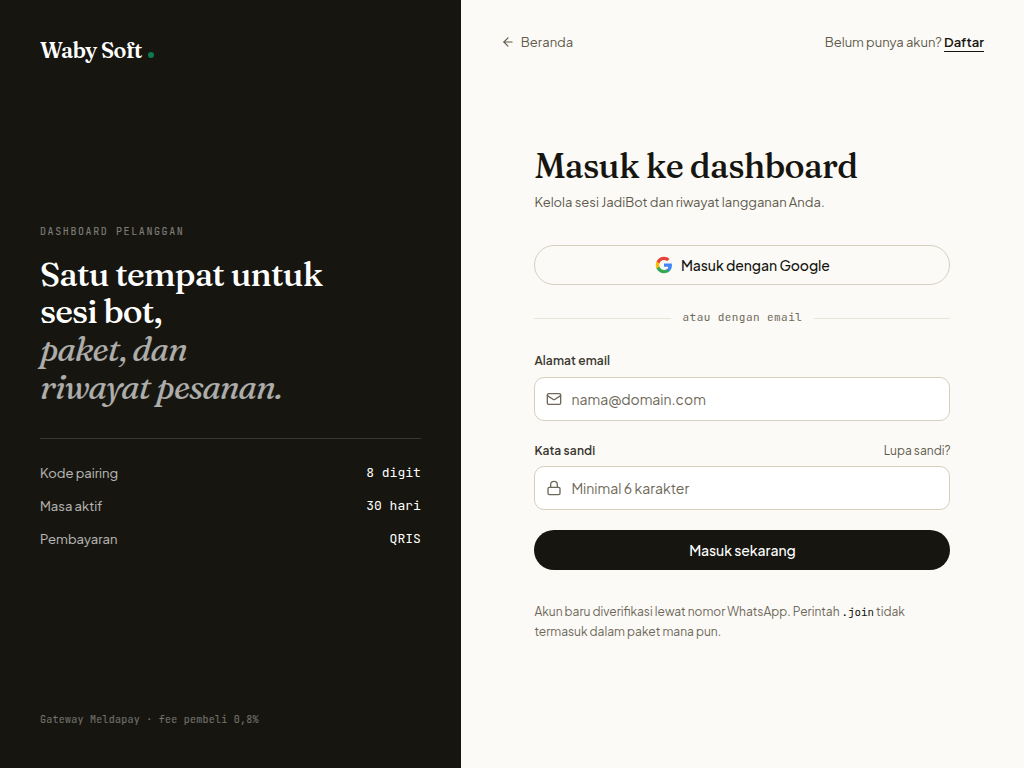 Waby Soft
DASHBOARD PELANGGAN
Satu tempat untuk
sesi bot,
paket, dan
riwayat pesanan.
Kode pairing 8 digit
Masa aktif 30 hari
Pembayaran QRIS
Gateway Meldapay · fee pembeli 0,8%
← Beranda
Belum punya akun? Daftar
Masuk ke dashboard
Kelola sesi JadiBot dan riwayat langganan Anda.
Masuk dengan Google
atau dengan email
Alamat email
nama@domain.com
Kata sandi Lupa sandi?
Minimal 6 karakter
Masuk sekarang
Akun baru diverifikasi lewat nomor WhatsApp. Perintah .join tidak
termasuk dalam paket mana pun.